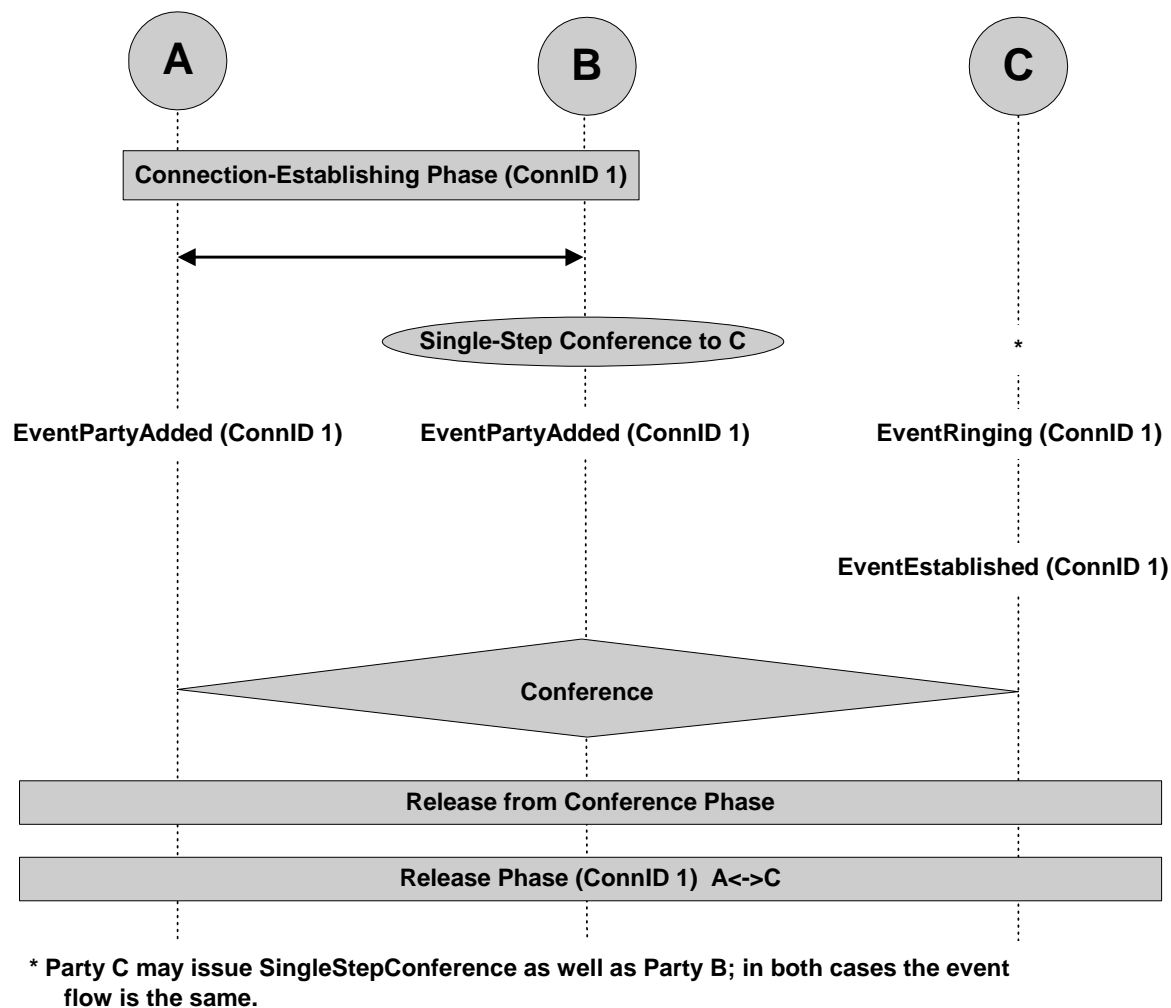 A
B
C
Connection-Establishing Phase (ConnID 1)
Single-Step Conference to C
*
EventPartyAdded (ConnID 1)
EventPartyAdded (ConnID 1)
EventRinging (ConnID 1)
EventEstablished (ConnID 1)
Conference
Release from Conference Phase
Release Phase (ConnID 1) A<->C
* Party C may issue SingleStepConference as well as Party B; in both cases the event
flow is the same.